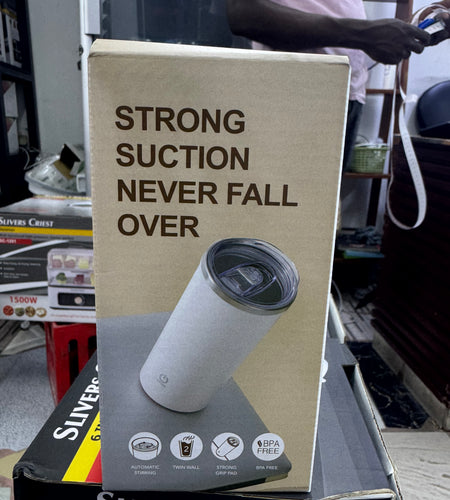 STRONG
SUCTION
NEVER FALL
OVER
SLIVERS CRIEST
1500W
BPA
FREE
AUTOMATIC
STIRRING
TWIN WALL
STRONG
GRIP PAD
BPA FREE
SLIVERS